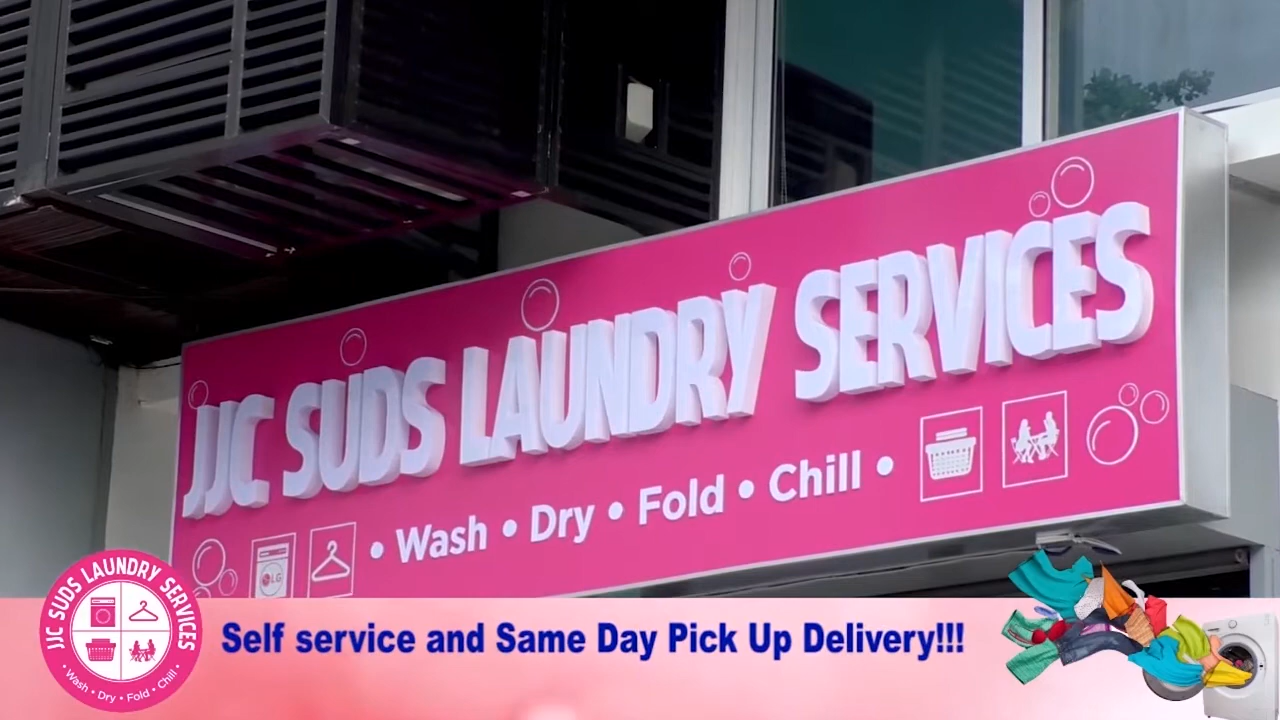 JJC SUDS LAUNDRY SERVICES
• Wash • Dry • Fold • Chill •
LG
JJC SUDS LAUNDRY SERVICES
• Wash • Dry • Fold • Chill •
Self service and Same Day Pick Up Delivery!!!